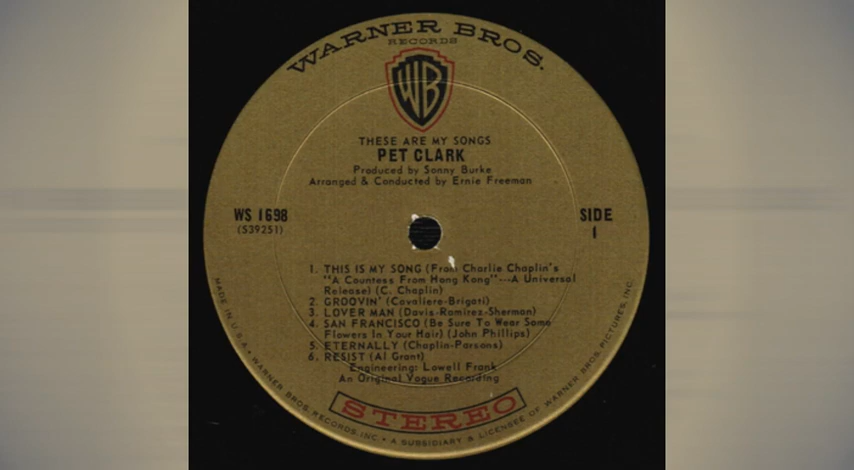 WARNER BROS.
RECORDS
WB
THESE ARE MY SONGS
PET CLARK
Produced by Sonny Burke
Arranged & Conducted by Ernie Freeman
WS 1698
(S39251)
SIDE
1
1. THIS IS MY SONG (From Charlie Chaplin's
"A Countess From Hong Kong"---A Universal
Release) (C. Chaplin)
2. GROOVIN' (Cavaliere-Brigati)
3. LOVER MAN (Davis-Ramirez-Sherman)
4. SAN FRANCISCO (Be Sure To Wear Some
Flowers In Your Hair) (John Phillips)
5. ETERNALLY (Chaplin-Parsons)
6. RESIST (Al Grant)
Engineering: Lowell Frank
An Original Vogue Recording
STEREO
MADE IN U.S.A. • WARNER BROS. RECORDS, INC. • A SUBSIDIARY & LICENSEE OF WARNER BROS. PICTURES, INC.